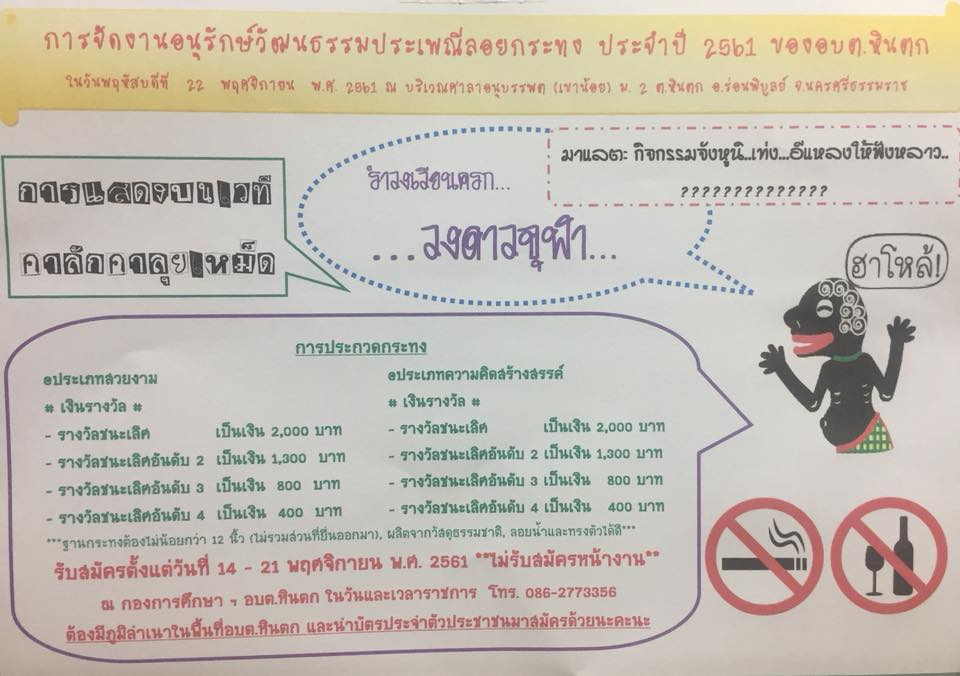 การจัดงานอนุรักษ์วัฒนธรรมประเพณีลอยกระทง ประจำปี 2561 ของอบต.หินตก
ในวันพฤหัสบดีที่ 22 พฤศจิกายน พ.ศ. 2561 ณ บริเวณศาลาอนุบรรพต (เขาน้อย) ม. 2 ต.หินตก อ.ร่อนพิบูลย์ จ.นครศรีธรรมราช
มาแลตะ กิจกรรมจังหูนิ..เท่ง...อีแหลงให้ฟังหลาว..
??????????????
การแสดงบนเวที
คาลักคาลุยเหม็ด
รำวงเวียนครก...
...วงดาวจุฬา...
ฮาโหล้!
การประกวดกระทง
ประเภทสวยงาม
# เงินรางวัล #
- รางวัลชนะเลิศ เป็นเงิน 2,000 บาท
- รางวัลชนะเลิศอันดับ 2 เป็นเงิน 1,300 บาท
- รางวัลชนะเลิศอันดับ 3 เป็นเงิน 800 บาท
- รางวัลชนะเลิศอันดับ 4 เป็นเงิน 400 บาท
ประเภทความคิดสร้างสรรค์
# เงินรางวัล #
- รางวัลชนะเลิศ เป็นเงิน 2,000 บาท
- รางวัลชนะเลิศอันดับ 2 เป็นเงิน 1,300 บาท
- รางวัลชนะเลิศอันดับ 3 เป็นเงิน 800 บาท
- รางวัลชนะเลิศอันดับ 4 เป็นเงิน 400 บาท
***ฐานกระทงต้องไม่น้อยกว่า 12 นิ้ว (ไม่รวมส่วนที่ยื่นออกมา), ผลิตจากวัสดุธรรมชาติ, ลอยน้ำและทรงตัวได้ดี***
รับสมัครตั้งแต่วันที่ 14 - 21 พฤศจิกายน พ.ศ. 2561 **ไม่รับสมัครหน้างาน**
ณ กองการศึกษา ฯ อบต.หินตก ในวันและเวลาราชการ โทร. 086-2773356
ต้องมีภูมิลำเนาในพื้นที่อบต.หินตก และนำบัตรประจำตัวประชาชนมาสมัครด้วยนะคะนะ